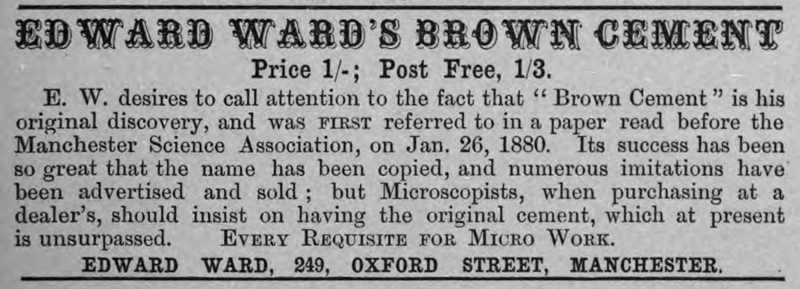 EDWARD WARD'S BROWN CEMENT
Price 1/-; Post Free, 1/3.
E. W. desires to call attention to the fact that “ Brown Cement ” is his
original discovery, and was FIRST referred to in a paper read before the
Manchester Science Association, on Jan. 26, 1880. Its success has been
so great that the name has been copied, and numerous imitations have
been advertised and sold ; but Microscopists, when purchasing at a
dealer's, should insist on having the original cement, which at present
is unsurpassed. EVERY REQUISITE FOR MICRO WORK.
EDWARD WARD, 249, OXFORD STREET, MANCHESTER.